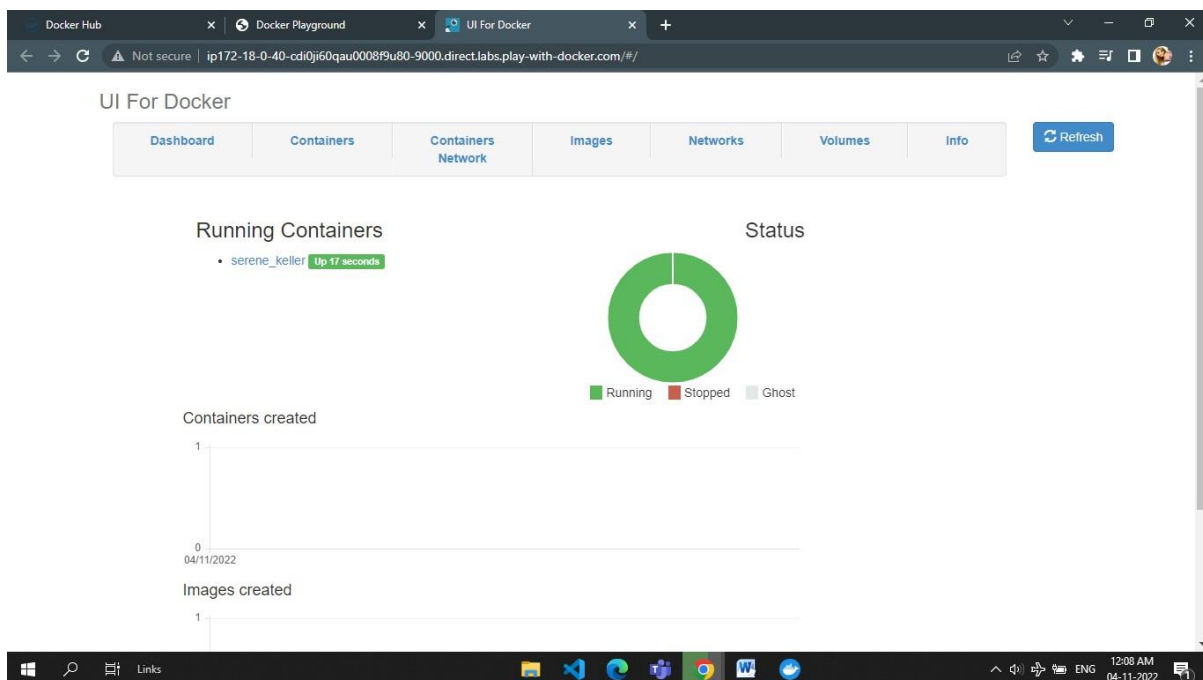 Docker Hub
Docker Playground
UI For Docker
Not secure | ip172-18-0-40-cdi0ji60qau0008f9u80-9000.direct.labs.play-with-docker.com/#/
UI For Docker
Dashboard Containers Containers Network Images Networks Volumes Info Refresh
Running Containers
serene_keller Up 17 seconds
Status
Running Stopped Ghost
Containers created
1
0
04/11/2022
Images created
1
Links
ENG
12:08 AM
04-11-2022